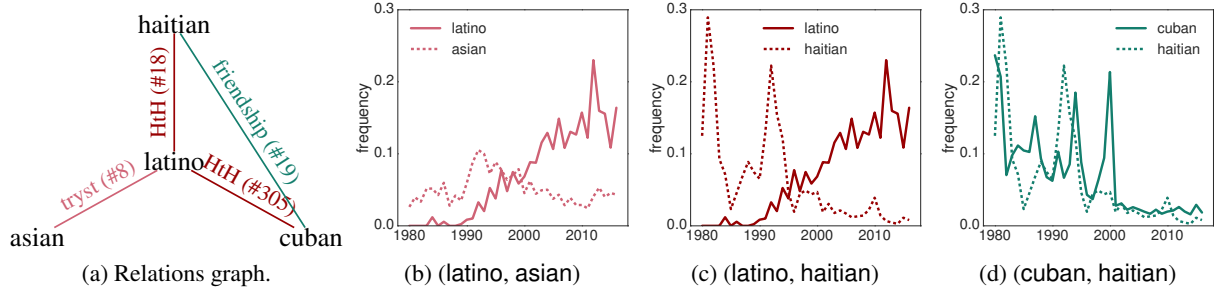 haitian
HtH (#18)
friendship (#19)
latino
HtH (#305)
tryst (#8)
asian
cuban
(a) Relations graph.
frequency
0.3
0.2
0.1
0.0
1980
1990
2000
2010
latino
asian
(b) (latino, asian)
frequency
0.3
0.2
0.1
0.0
1980
1990
2000
2010
latino
haitian
(c) (latino, haitian)
frequency
0.3
0.2
0.1
0.0
1980
1990
2000
2010
cuban
haitian
(d) (cuban, haitian)